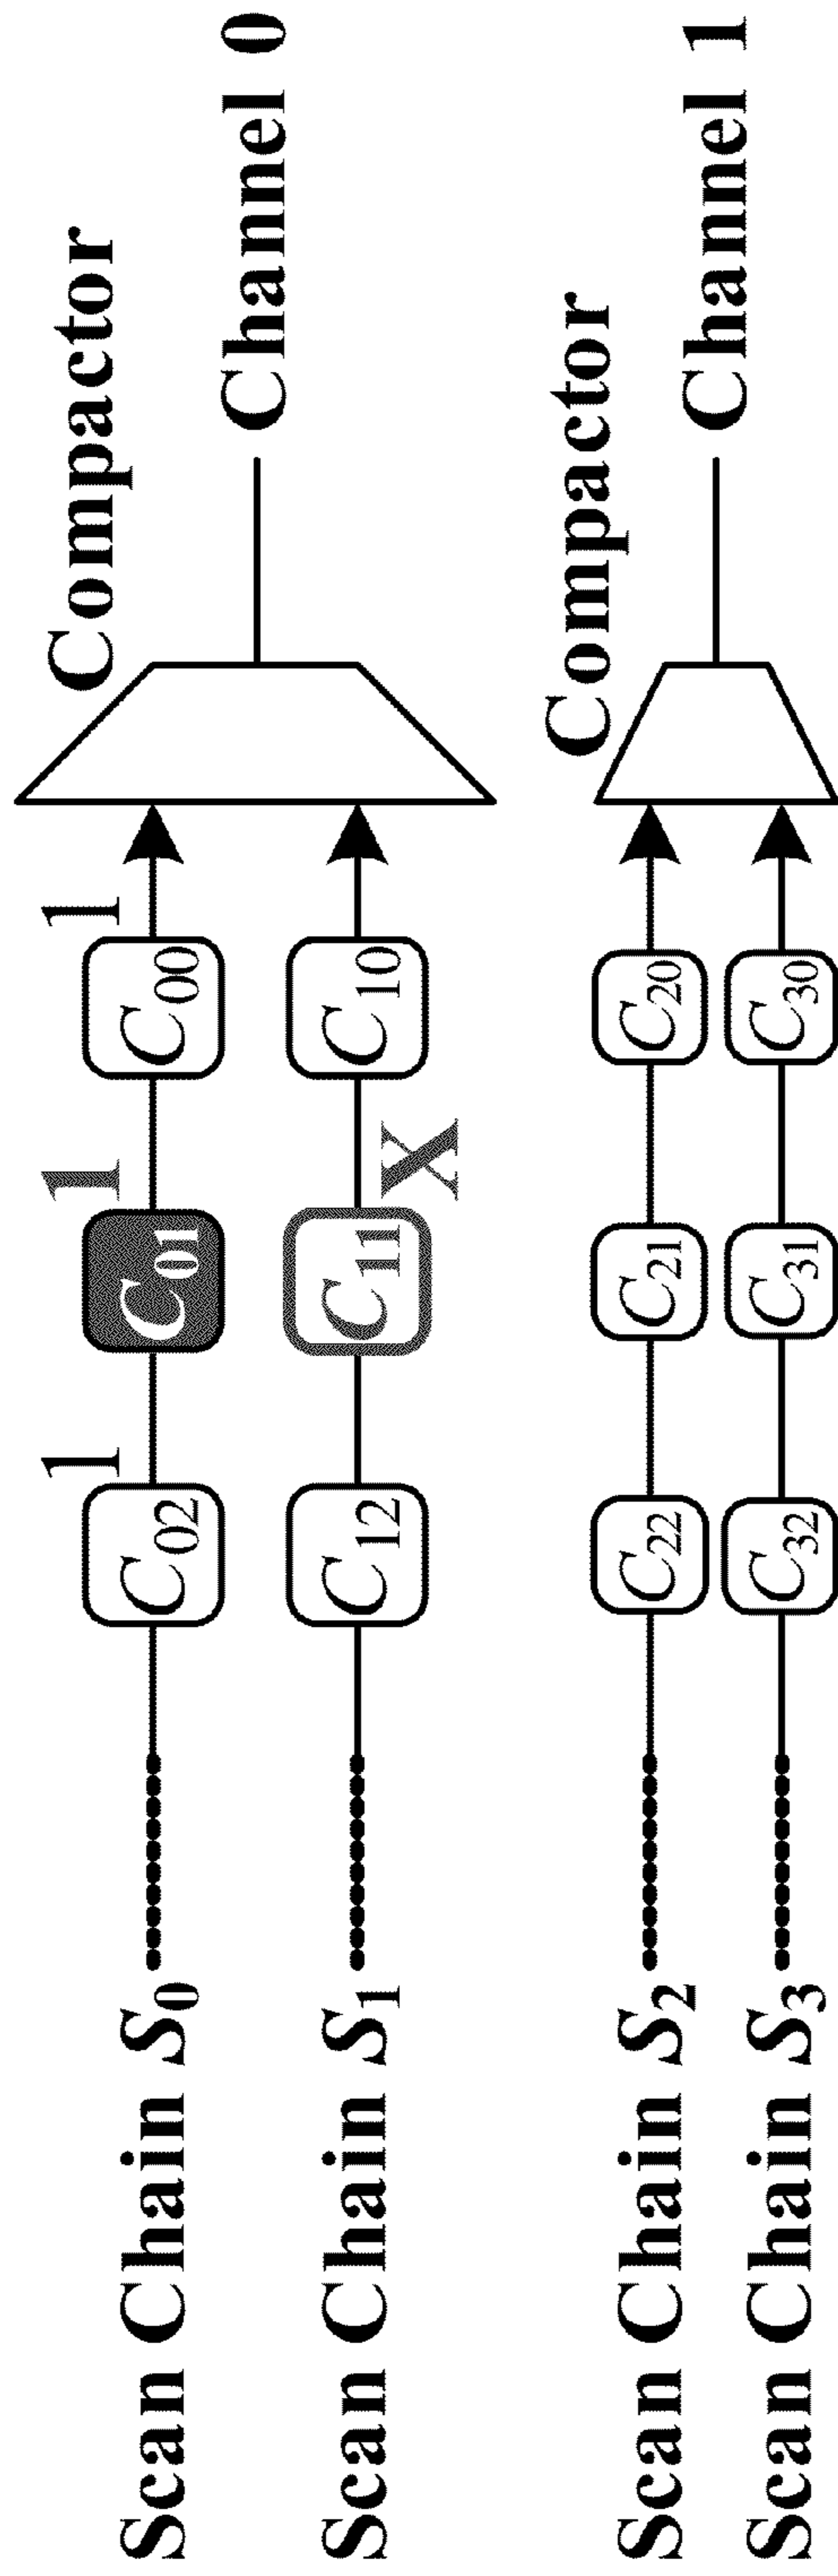 Compactor
1 1 1
Scan Chain S0 C02 C01 C00
Channel 0
Scan Chain S1 C12 C11 C10
X
Compactor
Scan Chain S2 C22 C21 C20
Channel 1
Scan Chain S3 C32 C31 C30